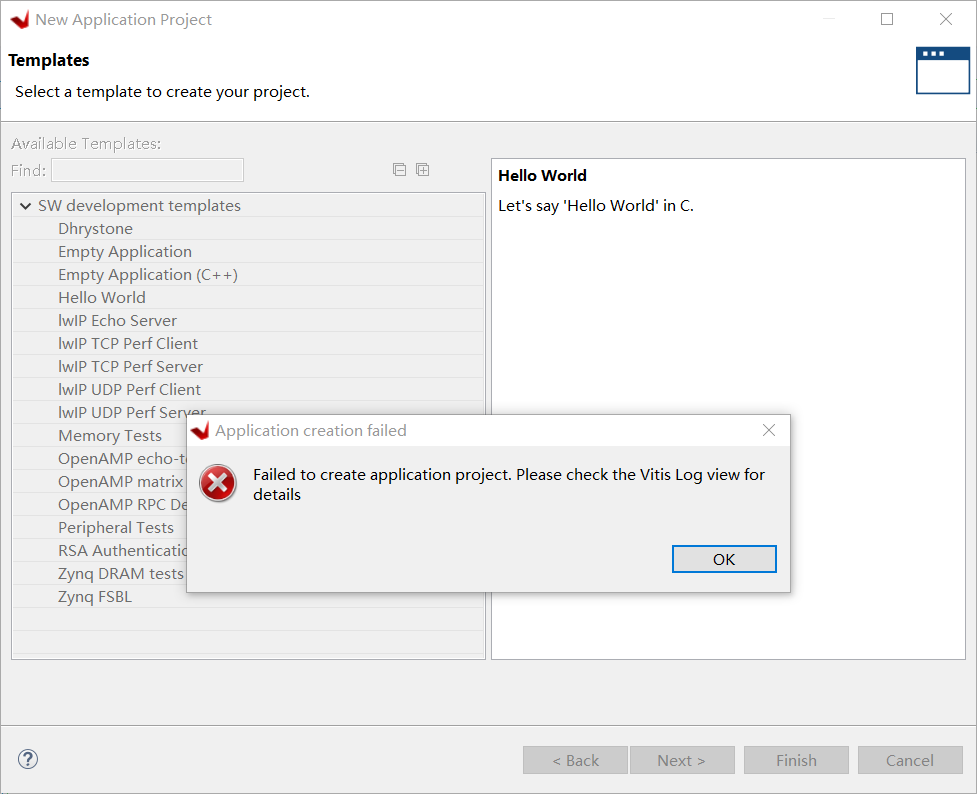 New Application Project
Templates
Select a template to create your project.
Available Templates:
Find:
SW development templates
Dhrystone
Empty Application
Empty Application (C++)
Hello World
lwIP Echo Server
lwIP TCP Perf Client
lwIP TCP Perf Server
lwIP UDP Perf Client
lwIP UDP Perf Server
Memory Tests
OpenAMP echo-t
OpenAMP matrix
OpenAMP RPC De
Peripheral Tests
RSA Authenticatio
Zynq DRAM tests
Zynq FSBL
Hello World
Let's say 'Hello World' in C.
Application creation failed
Failed to create application project. Please check the Vitis Log view for
details
OK
< Back
Next >
Finish
Cancel